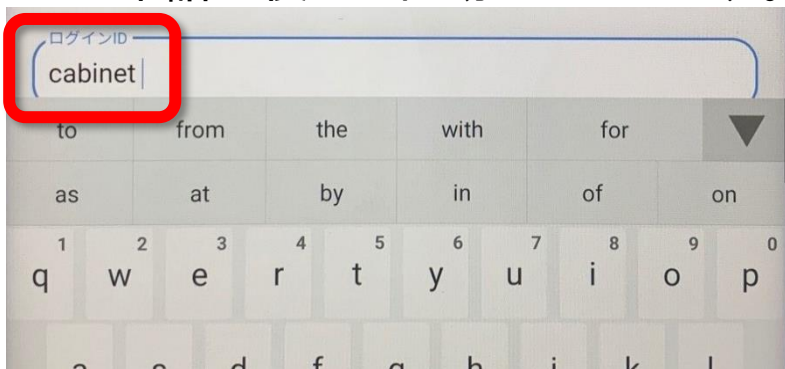 ログインID
cabinet
to from the with for
as at by in of on
1 2 3 4 5 6 7 8 9 0
q w e r t y u i o p